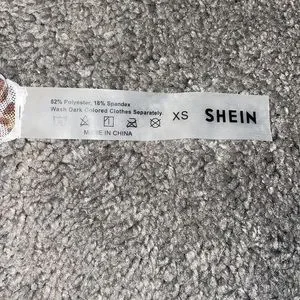 82% Polyester, 18% Spandex
Wash Dark Colored Clothes Separately.
XS SHEIN
MADE IN CHINA